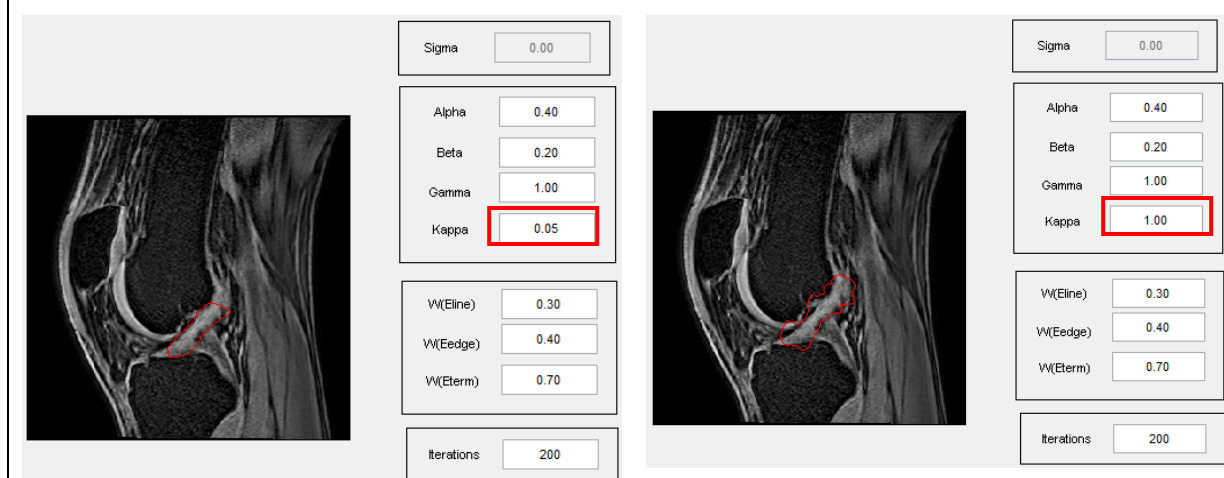 Sigma 0.00
Alpha 0.40
Beta 0.20
Gamma 1.00
Kappa 0.05
W(Eline) 0.30
W(Eedge) 0.40
W(Eterm) 0.70
Iterations 200
Sigma 0.00
Alpha 0.40
Beta 0.20
Gamma 1.00
Kappa 1.00
W(Eline) 0.30
W(Eedge) 0.40
W(Eterm) 0.70
Iterations 200